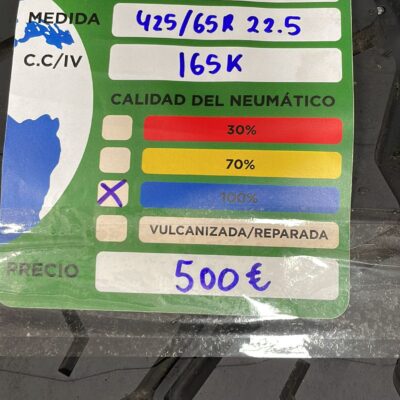 MEDIDA 425/65R 22.5
C.C/IV 165K
CALIDAD DEL NEUMÁTICO
30%
70%
100%
VULCANIZADA/REPARADA
PRECIO 500€